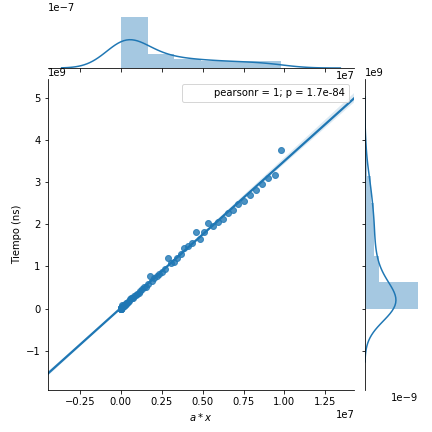 1e−7
1e9
1e7
1e9
pearsonr = 1; p = 1.7e-84
5
4
3
2
1
0
−1
Tiempo (ns)
−0.25 0.00 0.25 0.50 0.75 1.00 1.25
1e7
1e−9
a * x